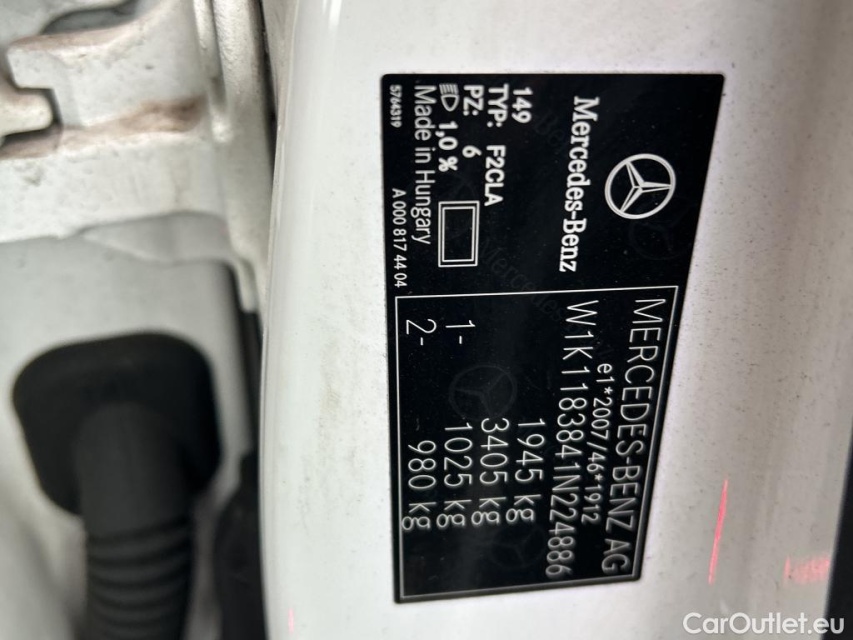 Mercedes-Benz
149
TYP: F2CLA
PZ: 6
1,0 %
Made in Hungary
5764319
A 000 817 44 04
MERCEDES BENZ AG
e1*2007/46*1912
W1K1183841N224886
1945 kg
3405 kg
1- 1025 kg
2- 980 kg
CarOutlet.eu